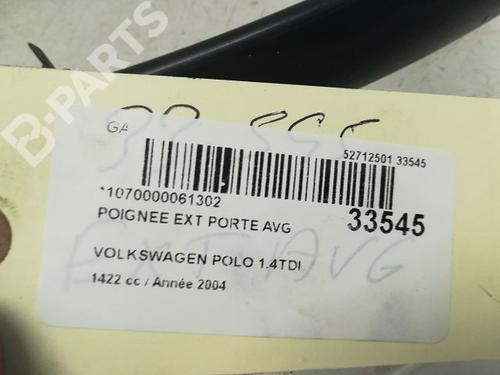 B-PARTS
GA
52712501 33545
*1070000061302
POIGNEE EXT PORTE AVG
33545
VOLKSWAGEN POLO 1.4TDI
1422 cc / Année 2004
EXT AVG